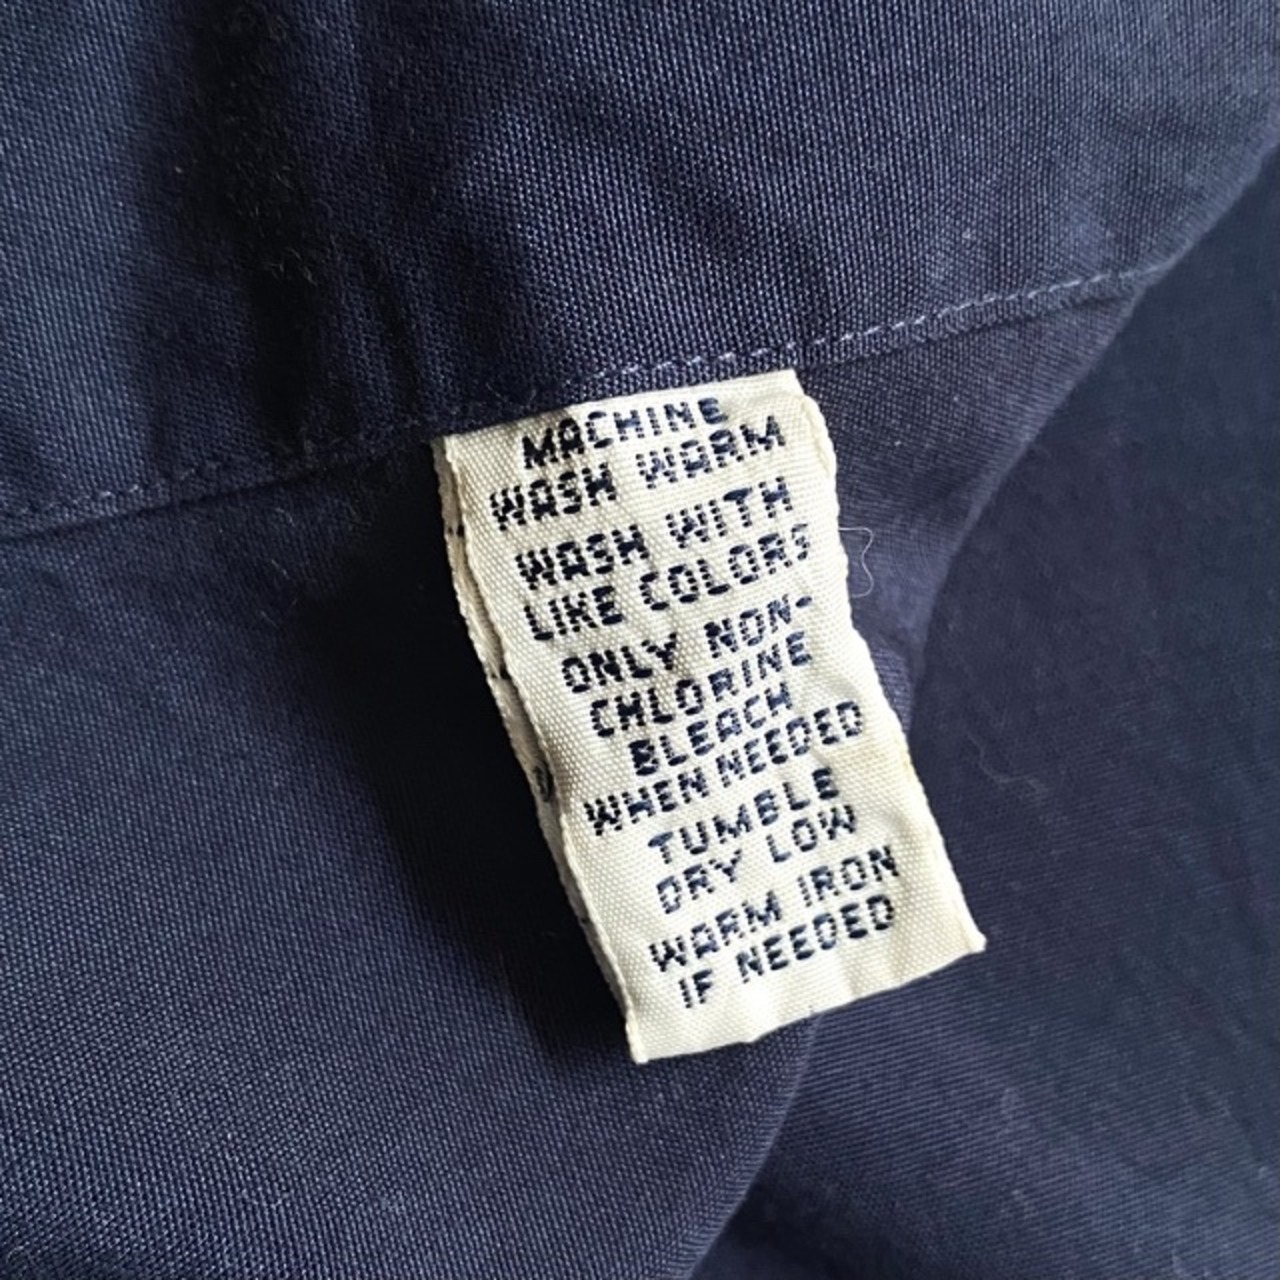 MACHINE
WASH WARM
WASH WITH
LIKE COLORS
ONLY NON-
CHLORINE
BLEACH
WHEN NEEDED
TUMBLE
DRY LOW
WARM IRON
IF NEEDED